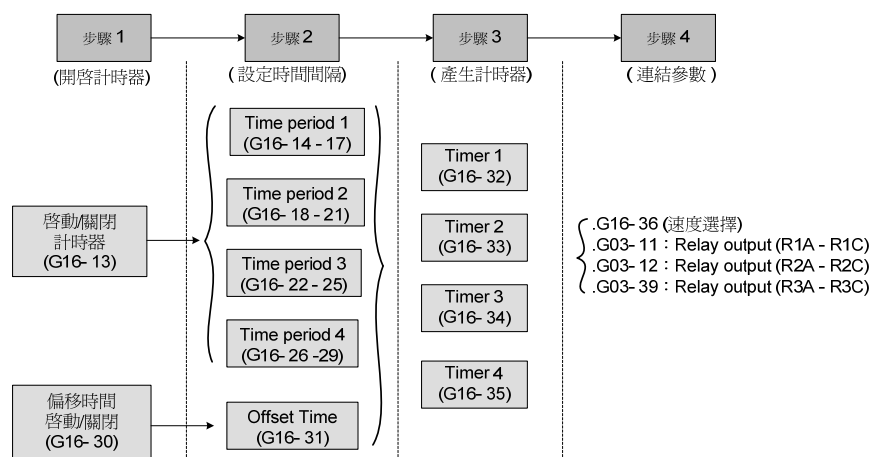 步驟 1
步驟 2
步驟 3
步驟 4
(開啓計時器)
(設定時間間隔)
(產生計時器)
(連結參數)
啓動/關閉
計時器
(G16-13)
偏移時間
啓動/關閉
(G16-30)
Time period 1
(G16-14-17)
Time period 2
(G16-18-21)
Time period 3
(G16-22-25)
Time period 4
(G16-26-29)
Offset Time
(G16-31)
Timer 1
(G16-32)
Timer 2
(G16-33)
Timer 3
(G16-34)
Timer 4
(G16-35)
.G16-36 (速度選擇)
.G03-11：Relay output (R1A - R1C)
.G03-12：Relay output (R2A - R2C)
.G03-39：Relay output (R3A - R3C)